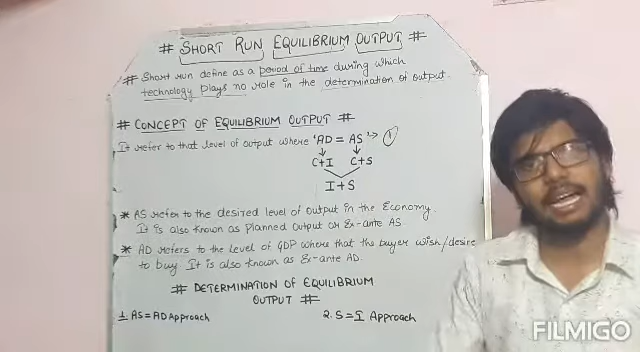 # SHORT RUN EQUILIBRIUM OUTPUT #
# Short run define as a period of time during which
technology plays no role in the determination of output.
# CONCEPT OF EQUILIBRIUM OUTPUT #
It refer to that level of output where 'AD = AS' → 1
C+I C+S
I+S
* AS refer to the desired level of output in the Economy.
It is also known as Planned Output or Ex-ante AS.
* AD refers to the level of GDP where that the buyer wish/desire
to buy It is also known as Ex-ante AD.
# DETERMINATION OF EQUILIBRIUM
OUTPUT #
1. AS = AD Approach 2. S = I Approach
FILMIGO